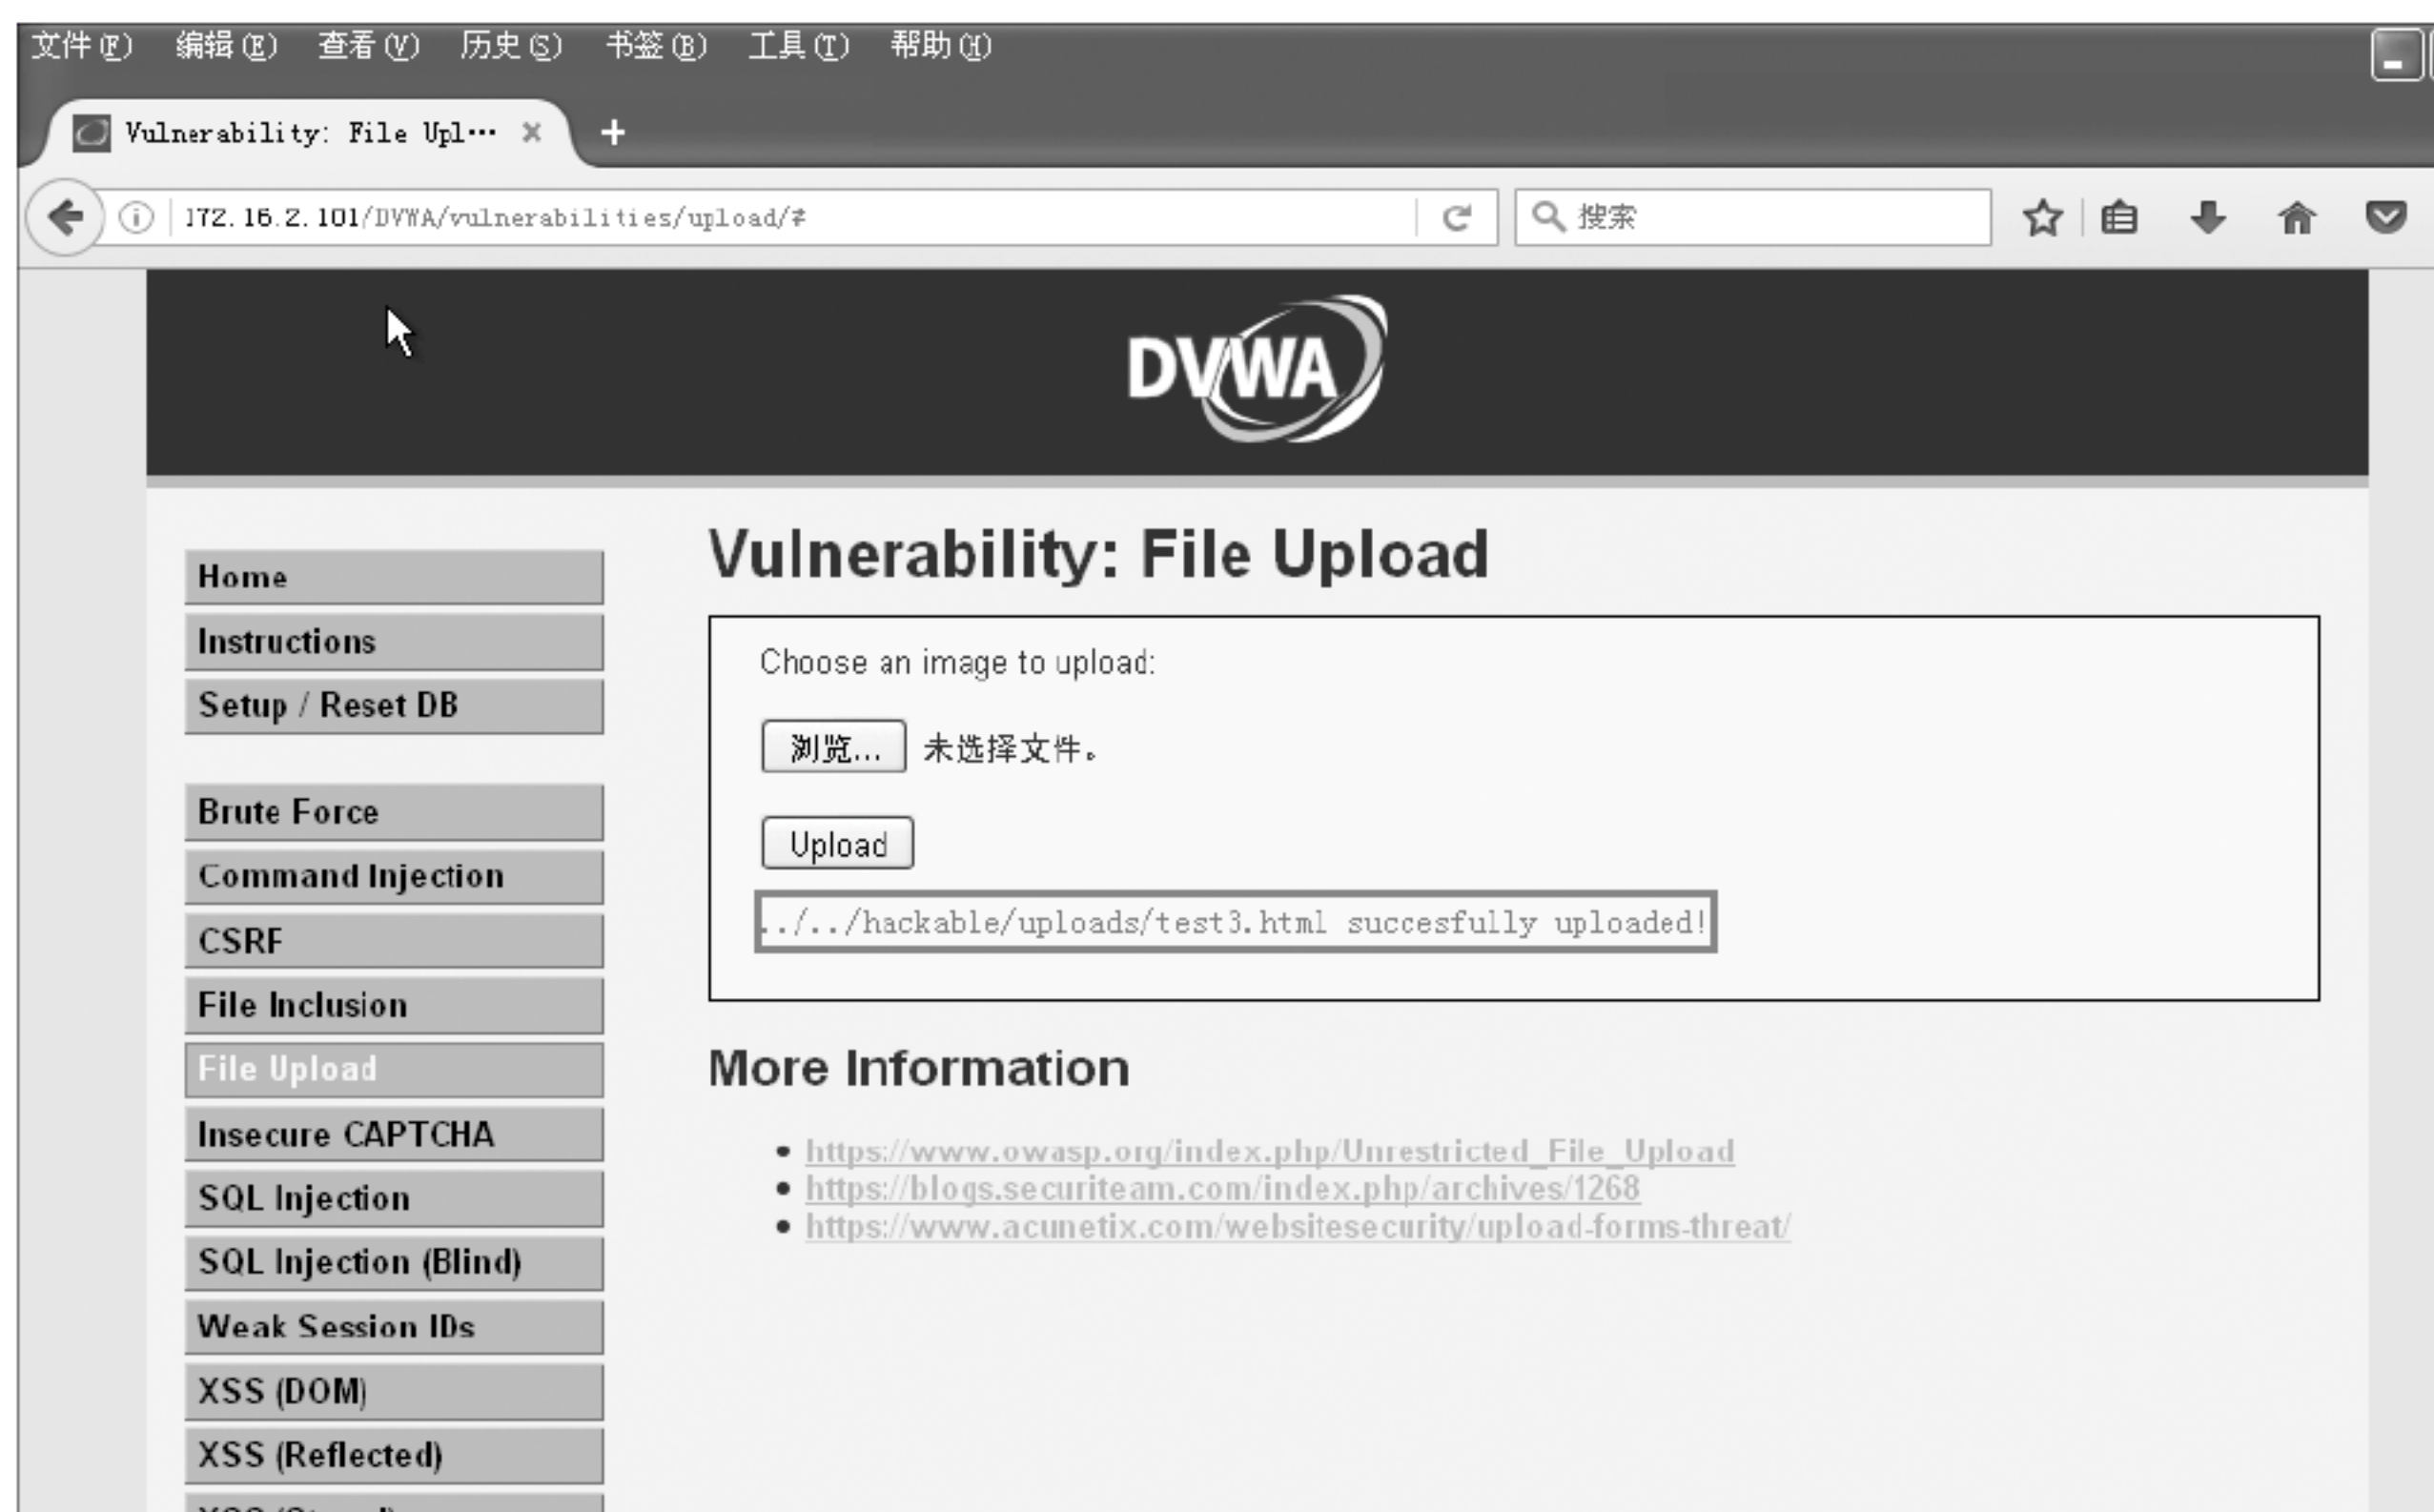 文件(F) 编辑(E) 查看(V) 历史(S) 书签(B) 工具(T) 帮助(H)
Vulnerability: File Upl…
172.16.2.101/DVWA/vulnerabilities/upload/#
搜索
DVWA
Home
Instructions
Setup / Reset DB
Brute Force
Command Injection
CSRF
File Inclusion
File Upload
Insecure CAPTCHA
SQL Injection
SQL Injection (Blind)
Weak Session IDs
XSS (DOM)
XSS (Reflected)
Vulnerability: File Upload
Choose an image to upload:
浏览... 未选择文件。
Upload
../../hackable/uploads/test3.html succesfully uploaded!
More Information
https://www.owasp.org/index.php/Unrestricted_File_Upload
https://blogs.securiteam.com/index.php/archives/1268
https://www.acunetix.com/websitesecurity/upload-forms-threat/